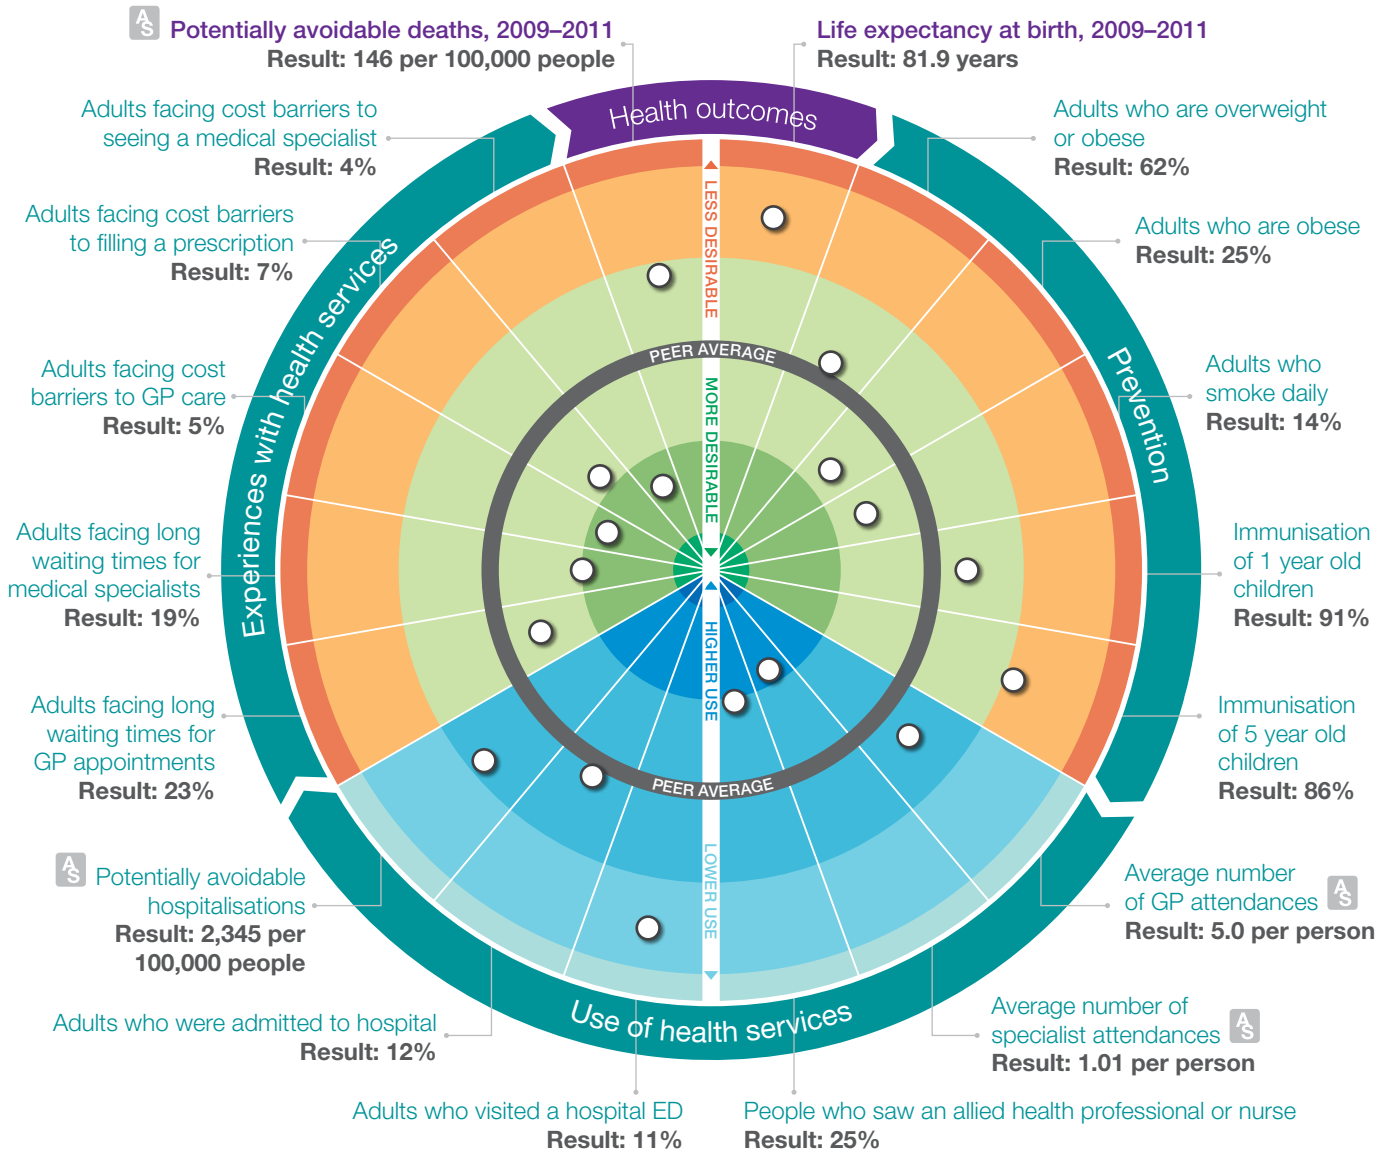 AS Potentially avoidable deaths, 2009–2011
Result: 146 per 100,000 people
Life expectancy at birth, 2009–2011
Result: 81.9 years
Health outcomes
Adults facing cost barriers to
seeing a medical specialist
Result: 4%
Adults who are overweight
or obese
Result: 62%
Adults facing cost barriers
to filling a prescription
Result: 7%
Adults who are obese
Result: 25%
Adults facing cost
barriers to GP care
Result: 5%
Adults who
smoke daily
Result: 14%
Adults facing long
waiting times for
medical specialists
Result: 19%
Immunisation
of 1 year old
children
Result: 91%
Adults facing long
waiting times for
GP appointments
Result: 23%
Immunisation
of 5 year old
children
Result: 86%
Experiences with health services
Prevention
LESS DESIRABLE
PEER AVERAGE
MORE DESIRABLE
HIGHER USE
PEER AVERAGE
LOWER USE
Use of health services
AS Potentially avoidable
hospitalisations
Result: 2,345 per
100,000 people
Average number
of GP attendances AS
Result: 5.0 per person
Adults who were admitted to hospital
Result: 12%
Average number of
specialist attendances AS
Result: 1.01 per person
Adults who visited a hospital ED
Result: 11%
People who saw an allied health professional or nurse
Result: 25%